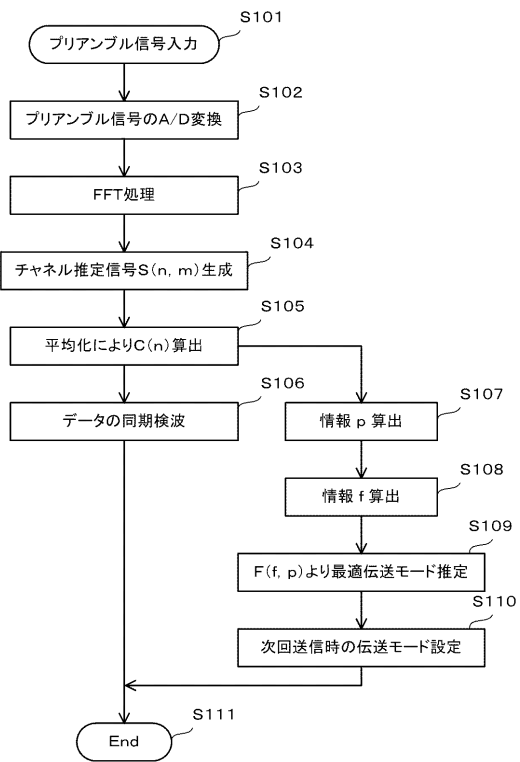 S101
プリアンブル信号入力
S102
プリアンブル信号のA/D変換
S103
FFT処理
S104
チャネル推定信号S(n, m)生成
S105
平均化によりC(n)算出
S106
データの同期検波
S107
情報 p 算出
S108
情報 f 算出
S109
F(f, p)より最適伝送モード推定
S110
次回送信時の伝送モード設定
S111
End